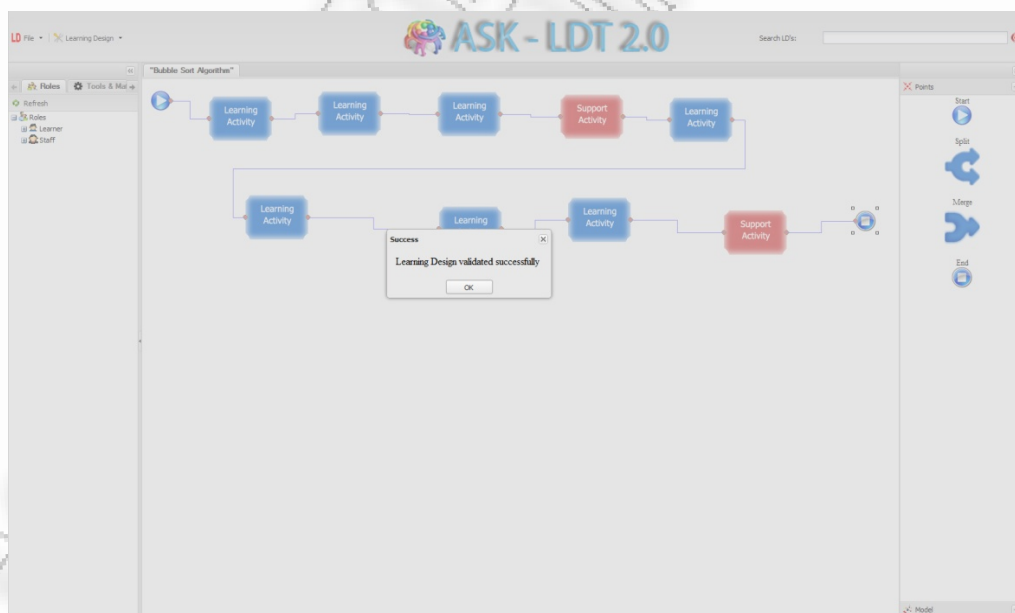 ASK - LDT 2.0
LD File
Learning Design
Search LD's:
"Bubble Sort Algorithm"
Roles
Tools & Mat
Refresh
Roles
Learner
Staff
Learning
Activity
Learning
Activity
Learning
Activity
Support
Activity
Learning
Activity
Learning
Activity
Learning
Learning
Activity
Support
Activity
Success
Learning Design validated successfully
OK
Points
Start
Split
Merge
End
Model